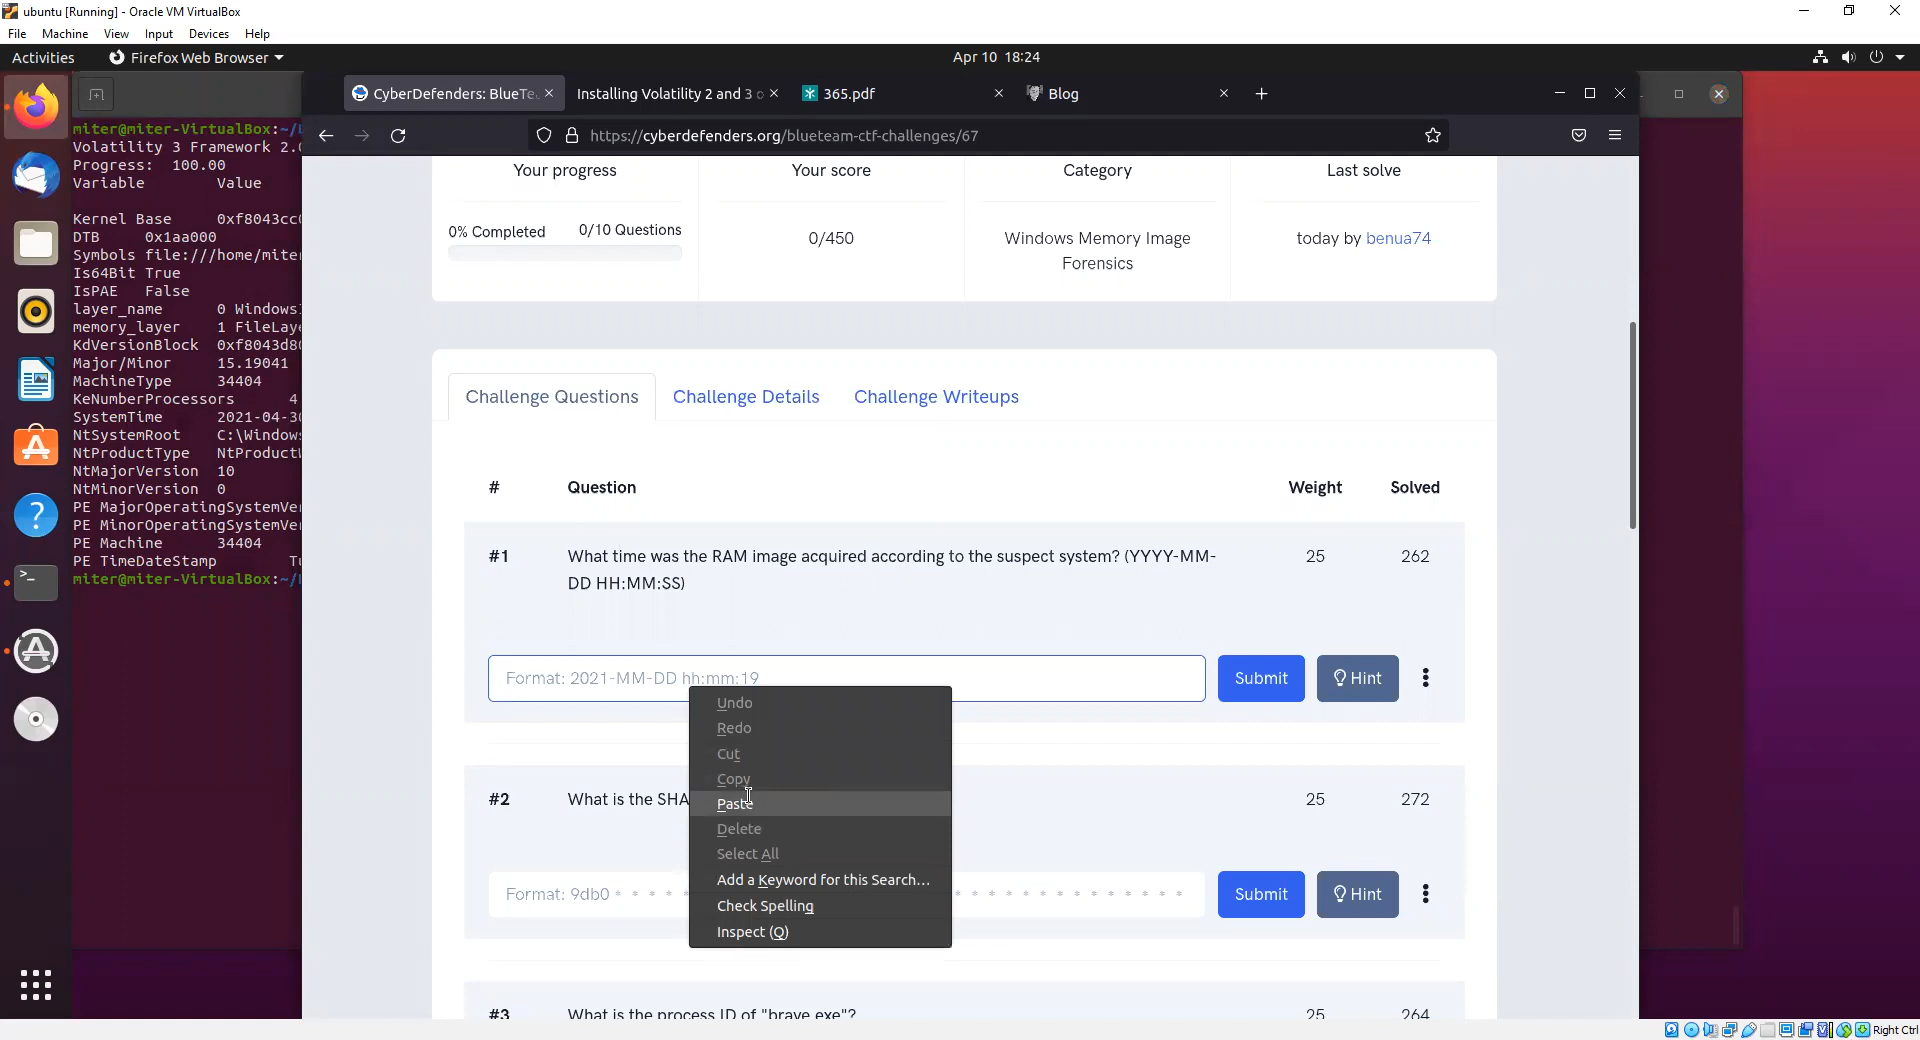 ubuntu [Running] - Oracle VM VirtualBox
File Machine View Input Devices Help
Activities Firefox Web Browser Apr 10 18:24
CyberDefenders: BlueTe Installing Volatility 2 and 3 o 365.pdf Blog
https://cyberdefenders.org/blueteam-ctf-challenges/67
miter@miter-VirtualBox:~/
Volatility 3 Framework 2.
Progress: 100.00
Variable Value
Kernel Base 0xf8043cc
DTB 0x1aa000
Symbols file:///home/mite
Is64Bit True
IsPAE False
layer_name 0 Windows
memory_layer 1 FileLay
KdVersionBlock 0xf8043d8
Major/Minor 15.19041
MachineType 34404
KeNumberProcessors 4
SystemTime 2021-04-3
NtSystemRoot C:\Windows
NtProductType NtProduct
NtMajorVersion 10
NtMinorVersion 0
PE MajorOperatingSystemVe
PE MinorOperatingSystemVe
PE Machine 34404
PE TimeDateStamp T
miter@miter-VirtualBox:~/
Your progress Your score Category Last solve
0% Completed 0/10 Questions 0/450 Windows Memory Image today by benua74
Forensics
Challenge Questions Challenge Details Challenge Writeups
# Question Weight Solved
#1 What time was the RAM image acquired according to the suspect system? (YYYY-MM- 25 262
DD HH:MM:SS)
Format: 2021-MM-DD hh:mm:19 Submit Hint
#2 What is the SHA 25 272
Format: 9db0 * * * * * * * * * * * * * * * * * Submit Hint
#3 What is the process ID of "brave.exe"? 25 264
Undo
Redo
Cut
Copy
Paste
Delete
Select All
Add a Keyword for this Search...
Check Spelling
Inspect (Q)
Right Ctrl